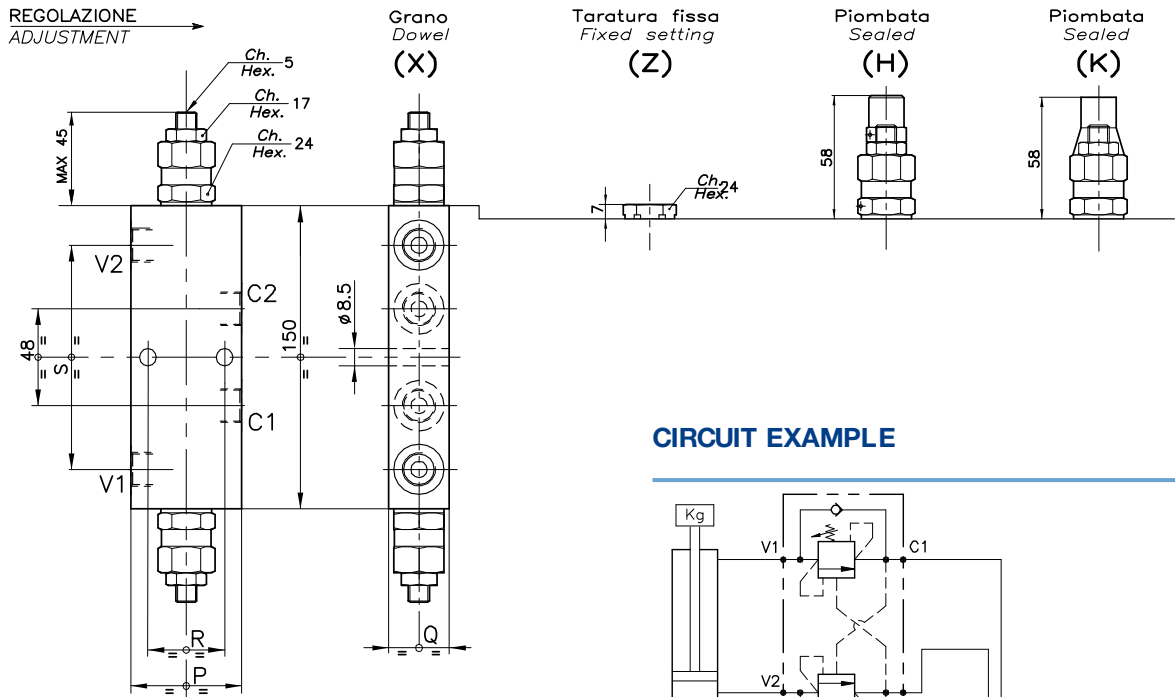 REGOLAZIONE
ADJUSTMENT
Grano
Dowel
(X)
Taratura fissa
Fixed setting
(Z)
Piombata
Sealed
(H)
Piombata
Sealed
(K)
Ch.
Hex. 5
Ch.
Hex. 17
Ch.
Hex. 24
MAX 45
Ch.
Hex. 24
7
58
58
V2
C2
48
=
=
S
=
=
150
=
=
ø8.5
C1
V1
R
= =
P
= =
Q
= =
CIRCUIT EXAMPLE
Kg
V1
C1
V2